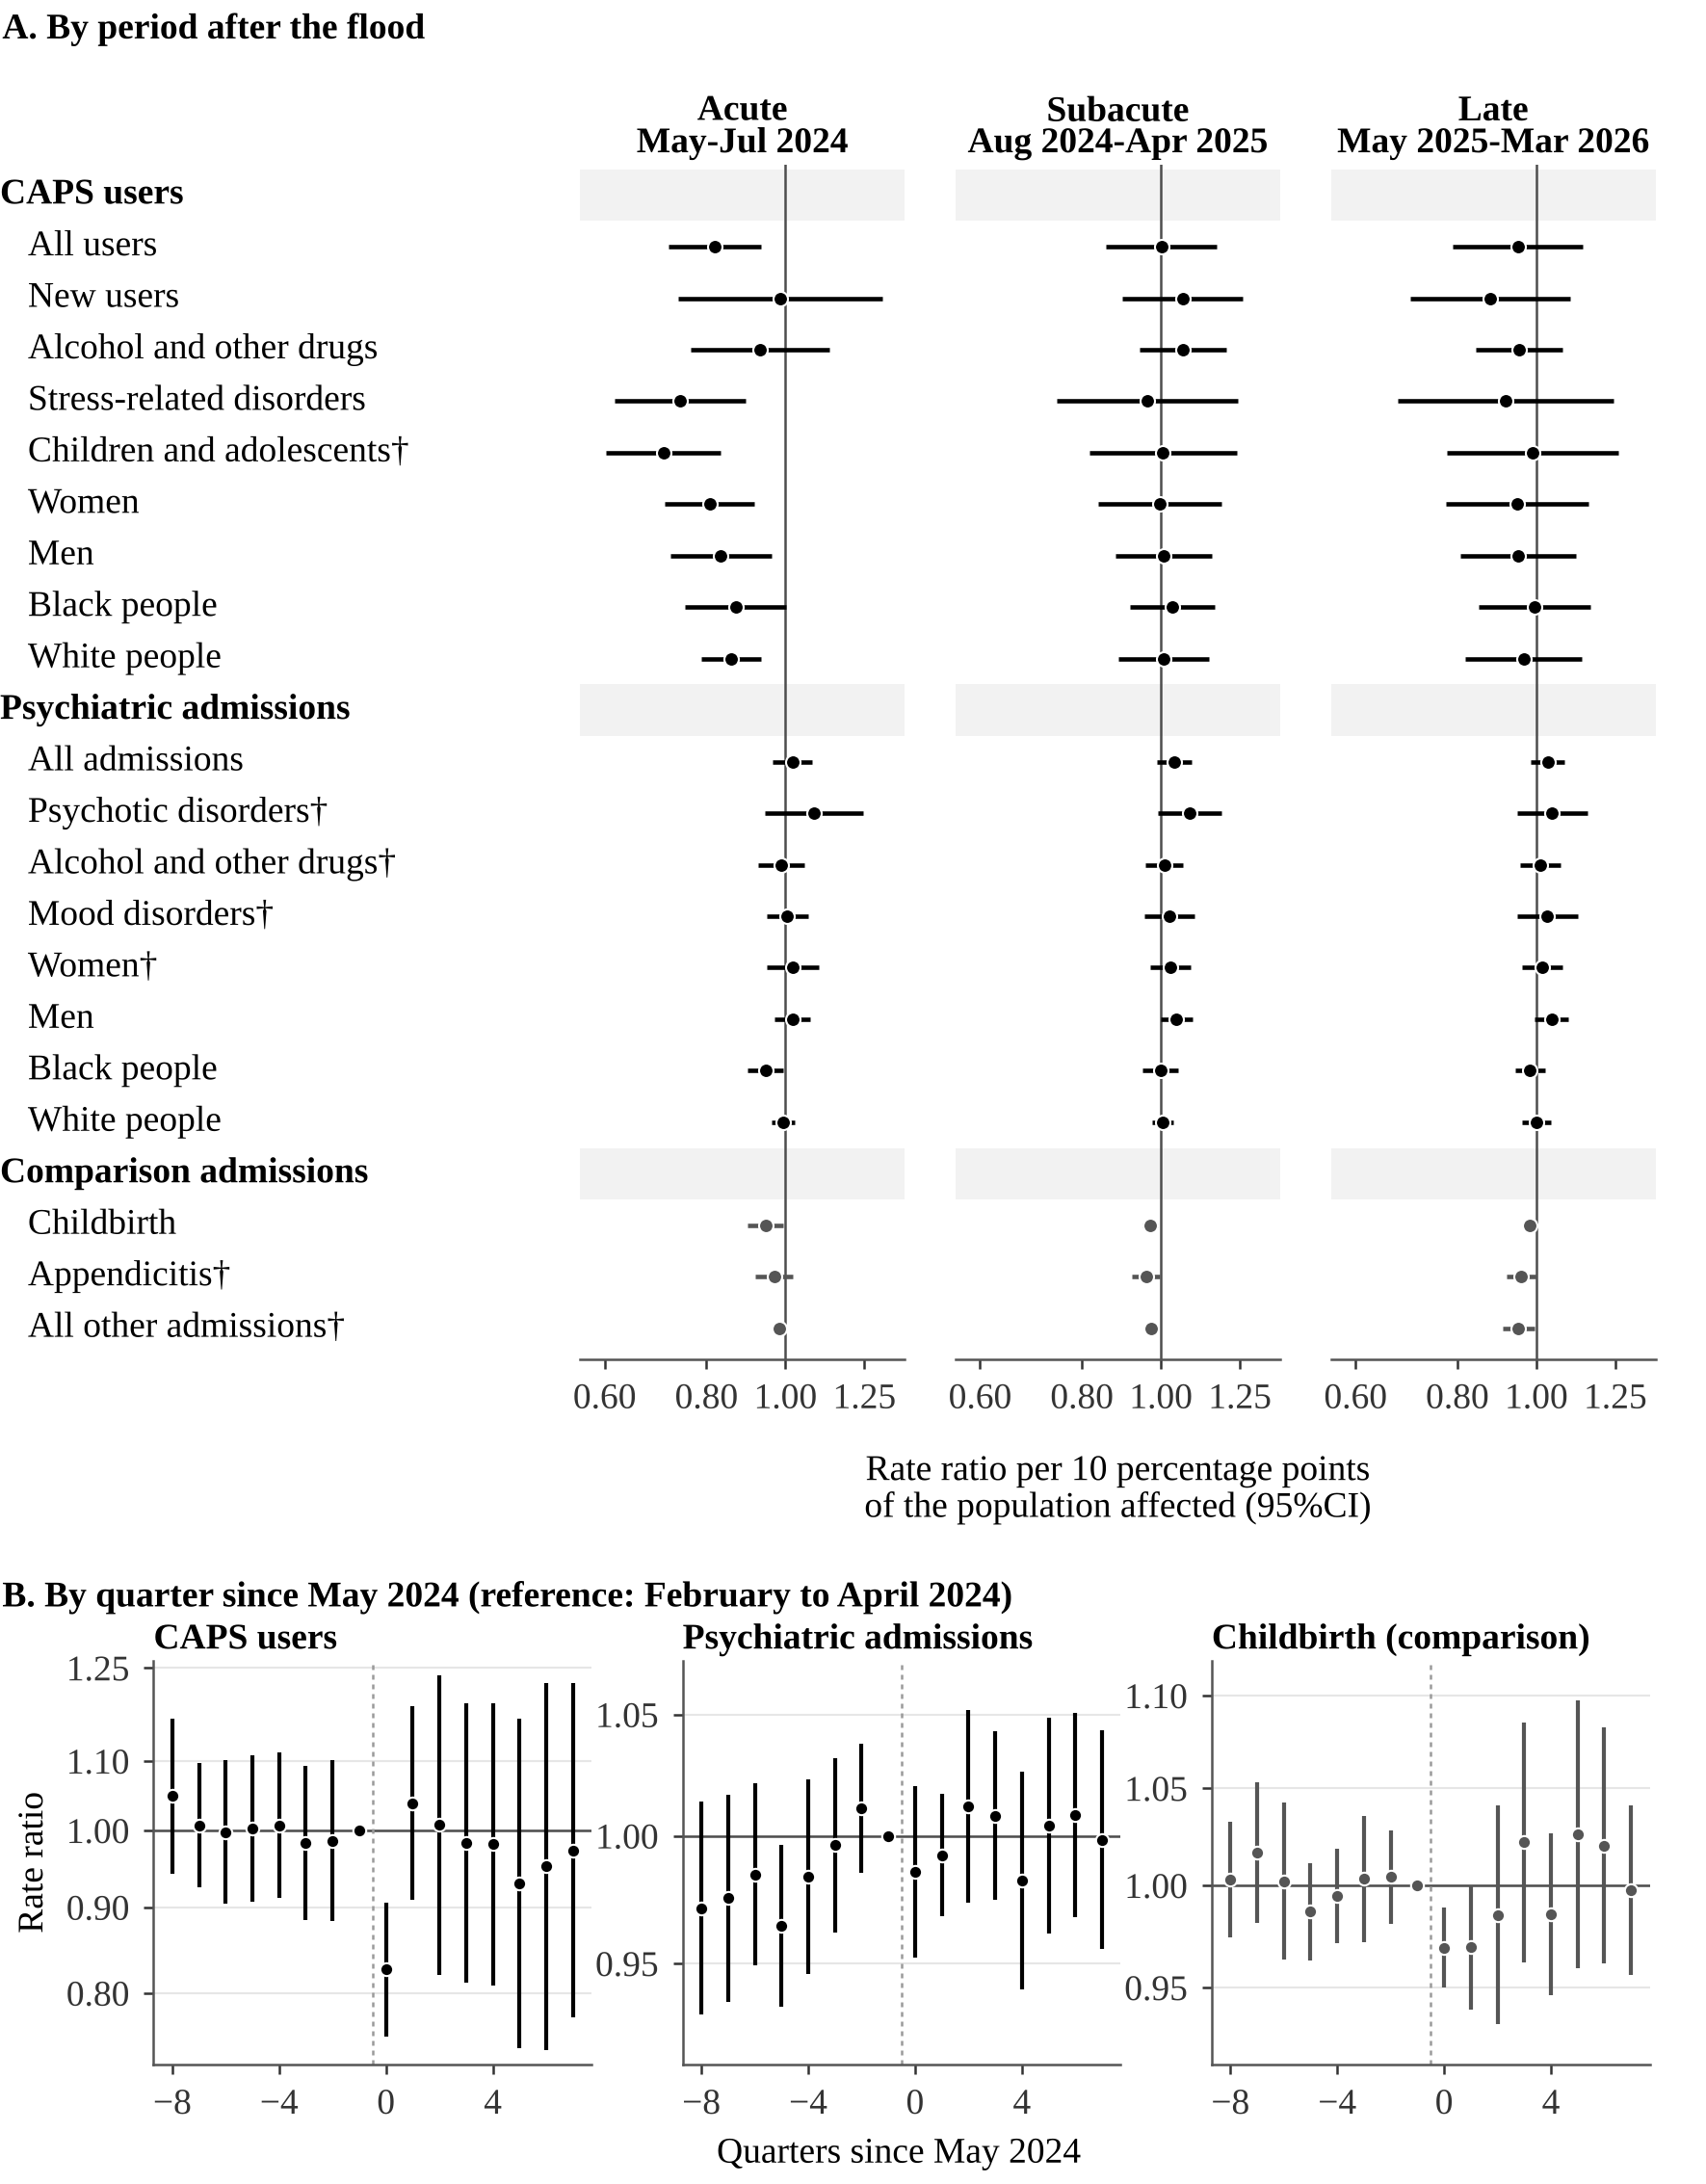 A. By period after the flood
Acute
May-Jul 2024
Subacute
Aug 2024-Apr 2025
Late
May 2025-Mar 2026
CAPS users
All users
New users
Alcohol and other drugs
Stress-related disorders
Children and adolescents†
Women
Men
Black people
White people
Psychiatric admissions
All admissions
Psychotic disorders†
Alcohol and other drugs†
Mood disorders†
Women†
Men
Black people
White people
Comparison admissions
Childbirth
Appendicitis†
All other admissions†
0.60 0.80 1.00 1.25 0.60 0.80 1.00 1.25 0.60 0.80 1.00 1.25
Rate ratio per 10 percentage points
of the population affected (95%CI)
B. By quarter since May 2024 (reference: February to April 2024)
CAPS users
Psychiatric admissions
Childbirth (comparison)
Rate ratio
1.25
1.10
1.00
0.90
0.80
1.05
1.00
0.95
1.10
1.05
1.00
0.95
−8 −4 0 4 −8 −4 0 4 −8 −4 0 4
Quarters since May 2024